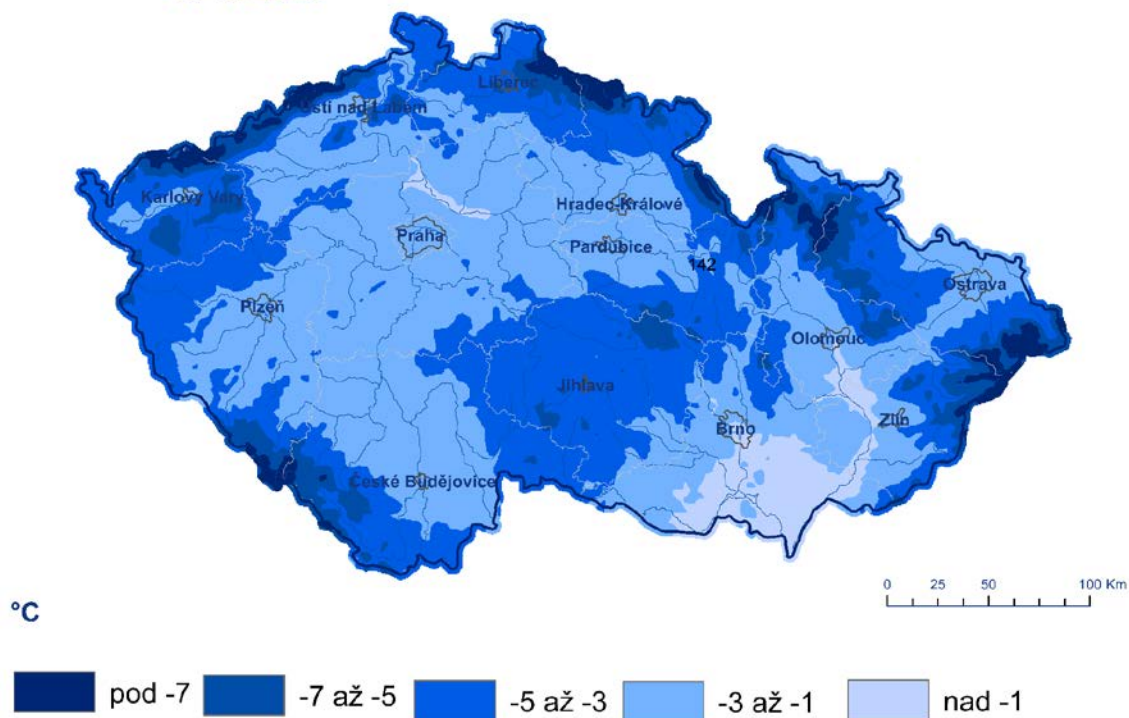 Liberec
Ústí nad Labem
Karlovy Vary
Hradec Králové
Praha
Pardubice
142
Ostrava
Plzeň
Olomouc
Jihlava
Zlín
Brno
České Budějovice
0 25 50 100 Km
°C
pod -7 -7 až -5 -5 až -3 -3 až -1 nad -1